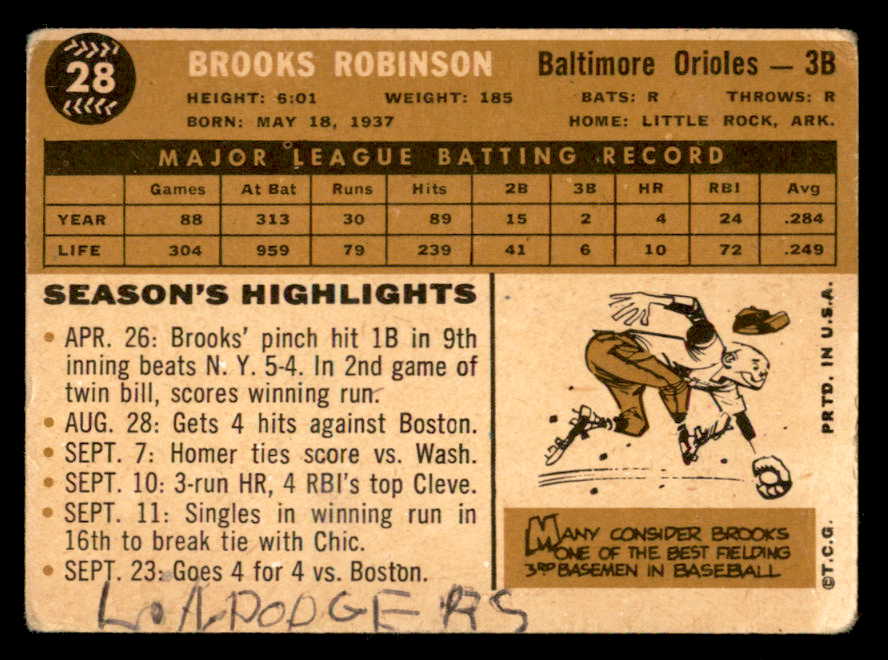 28
BROOKS ROBINSON Baltimore Orioles — 3B
HEIGHT: 6:01 WEIGHT: 185 BATS: R THROWS: R
BORN: MAY 18, 1937 HOME: LITTLE ROCK, ARK.
MAJOR LEAGUE BATTING RECORD
Games At Bat Runs Hits 2B 3B HR RBI Avg
YEAR 88 313 30 89 15 2 4 24 .284
LIFE 304 959 79 239 41 6 10 72 .249
SEASON'S HIGHLIGHTS
• APR. 26: Brooks' pinch hit 1B in 9th
inning beats N. Y. 5-4. In 2nd game of
twin bill, scores winning run.
• AUG. 28: Gets 4 hits against Boston.
• SEPT. 7: Homer ties score vs. Wash.
• SEPT. 10: 3-run HR, 4 RBI's top Cleve.
• SEPT. 11: Singles in winning run in
16th to break tie with Chic.
• SEPT. 23: Goes 4 for 4 vs. Boston.
MANY CONSIDER BROOKS
ONE OF THE BEST FIELDING
3RD BASEMEN IN BASEBALL
©T.C.G. PRTD. IN U.S.A.
L.A. DODGERS